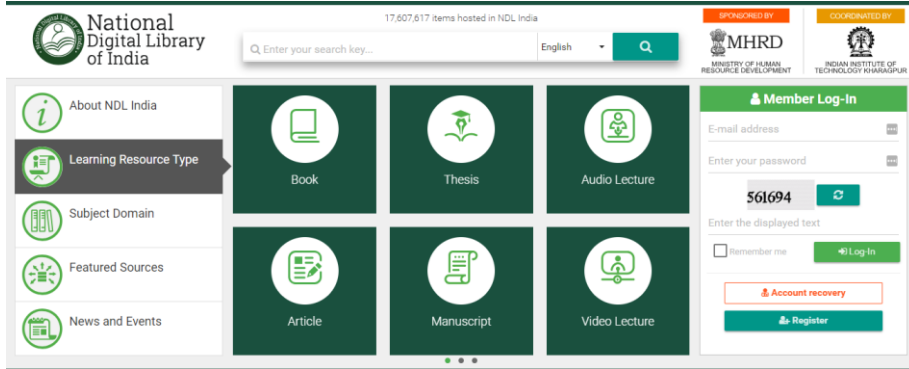 National
Digital Library
of India
17,607,617 items hosted in NDL India
Enter your search key...
English
SPONSORED BY
MHRD
MINISTRY OF HUMAN
RESOURCE DEVELOPMENT
COORDINATED BY
INDIAN INSTITUTE OF
TECHNOLOGY KHARAGPUR
About NDL India
Learning Resource Type
Subject Domain
Featured Sources
News and Events
Book
Thesis
Audio Lecture
Article
Manuscript
Video Lecture
Member Log-In
E-mail address
Enter your password
561694
Enter the displayed text
Remember me
Log-In
Account recovery
Register